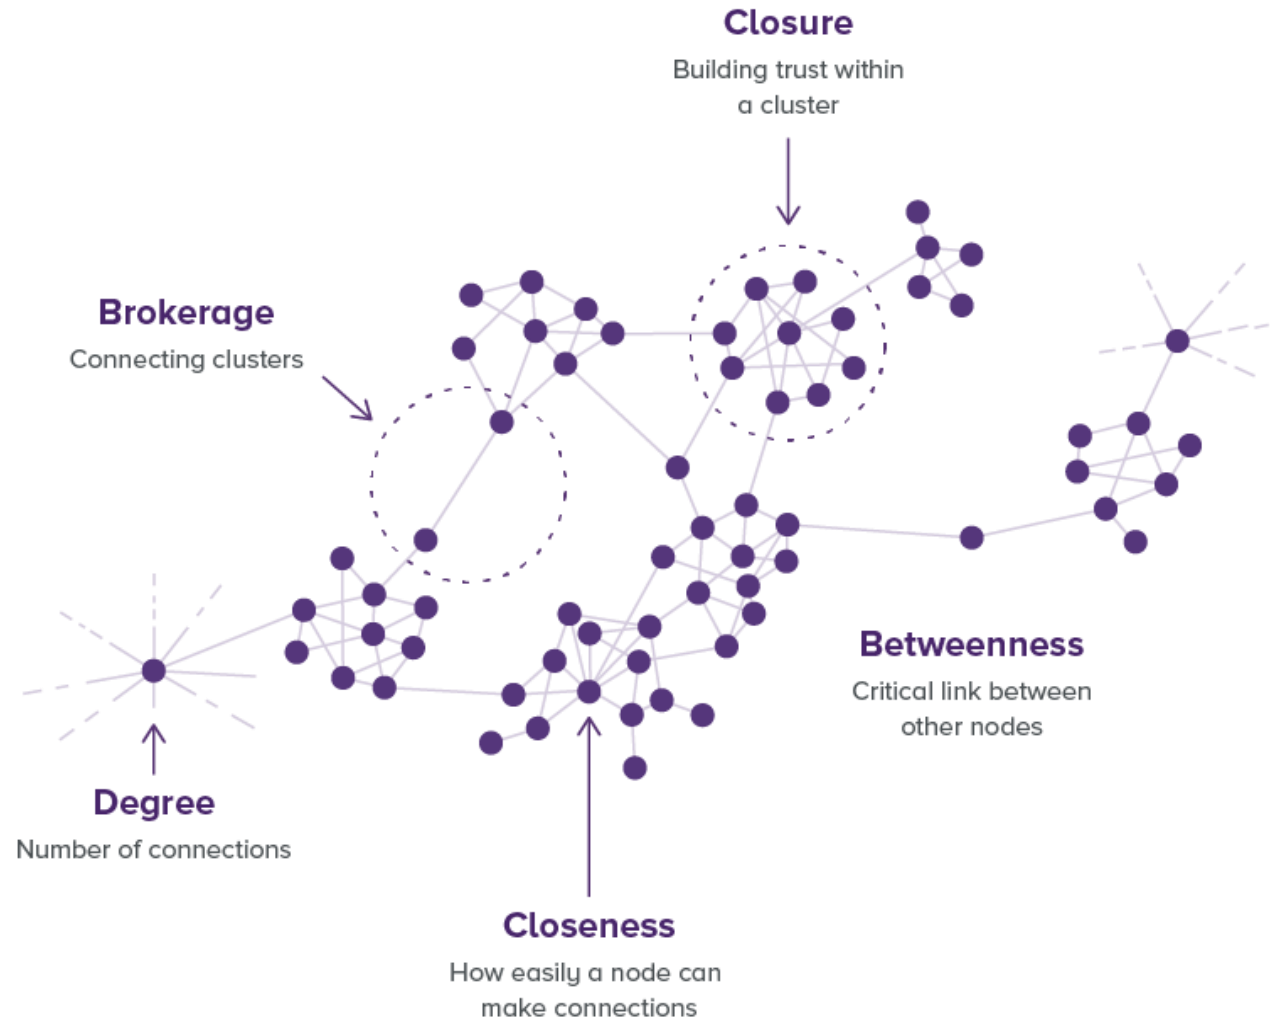 Closure
Building trust within
a cluster
Brokerage
Connecting clusters
Betweenness
Critical link between
other nodes
Degree
Number of connections
Closeness
How easily a node can
make connections